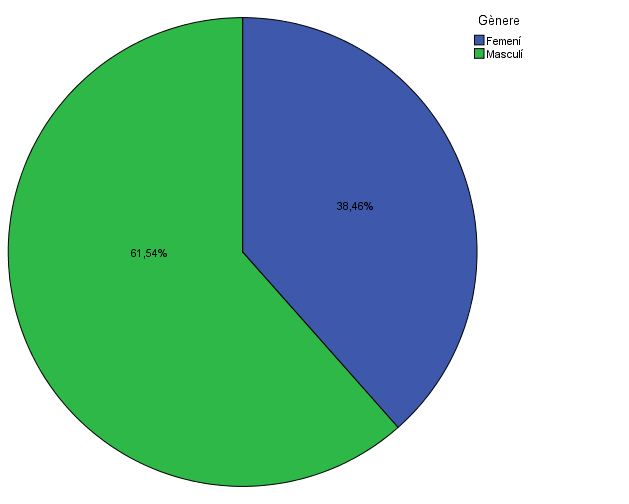 Gènere
Femení
Masculí
38,46%
61,54%